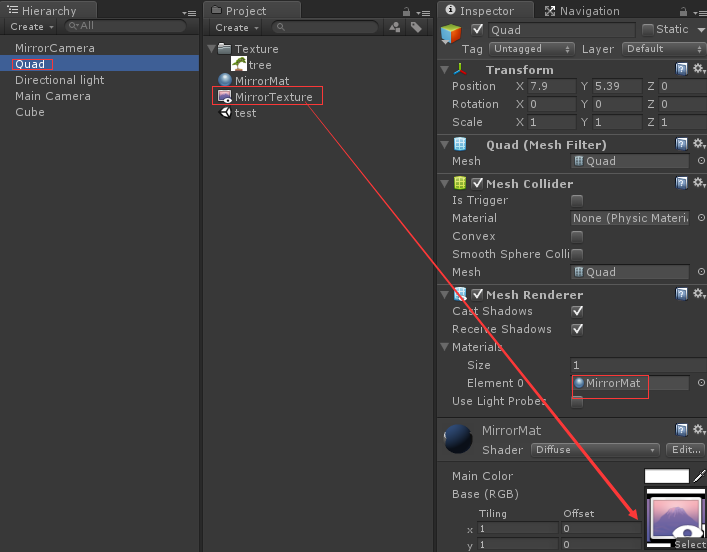 Hierarchy
Create
All
MirrorCamera
Quad
Directional light
Main Camera
Cube
Project
Create
Texture
tree
MirrorMat
MirrorTexture
test
Inspector
Navigation
Quad
Static
Tag Untagged Layer Default
Transform
Position X 7.9 Y 5.39 Z 0
Rotation X 0 Y 0 Z 0
Scale X 1 Y 1 Z 1
Quad (Mesh Filter)
Mesh Quad
Mesh Collider
Is Trigger
Material None (Physic Materi
Convex
Smooth Sphere Colli
Mesh Quad
Mesh Renderer
Cast Shadows
Receive Shadows
Materials
Size 1
Element 0 MirrorMat
Use Light Probes
MirrorMat
Shader Diffuse Edit...
Main Color
Base (RGB)
Tiling Offset
x 1 0
y 1 0
Select